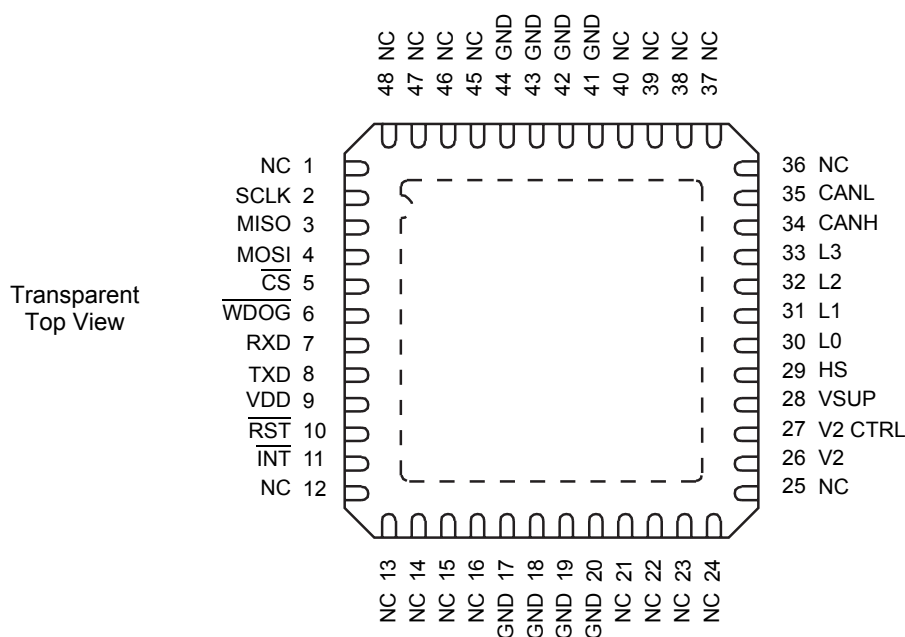 48 NC
47 NC
46 NC
45 NC
44 GND
43 GND
42 GND
41 GND
40 NC
39 NC
38 NC
37 NC
NC 1
SCLK 2
MISO 3
MOSI 4
CS 5
WDOG 6
RXD 7
TXD 8
VDD 9
RST 10
INT 11
NC 12
Transparent
Top View
36 NC
35 CANL
34 CANH
33 L3
32 L2
31 L1
30 L0
29 HS
28 VSUP
27 V2 CTRL
26 V2
25 NC
NC 13
NC 14
NC 15
NC 16
GND 17
GND 18
GND 19
GND 20
NC 21
NC 22
NC 23
NC 24